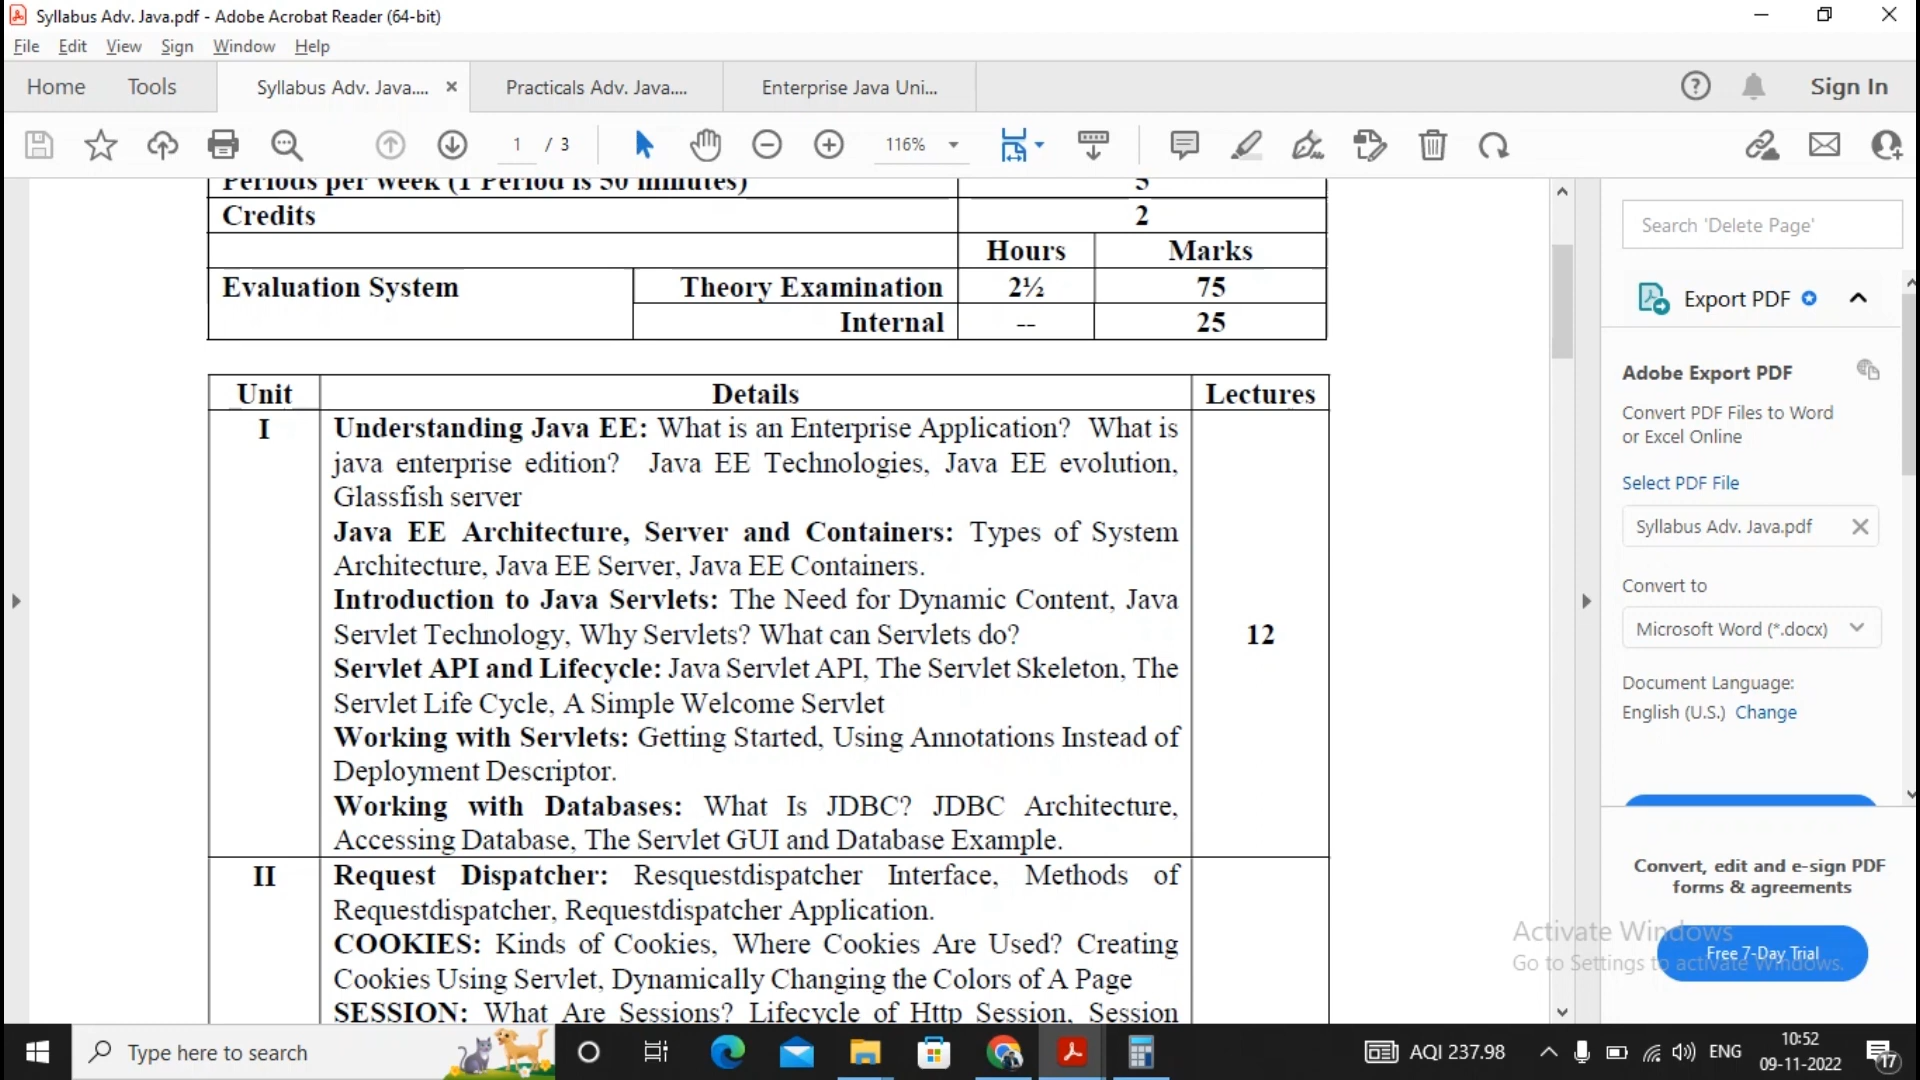 Syllabus Adv. Java.pdf - Adobe Acrobat Reader (64-bit)
File Edit View Sign Window Help
Home Tools Syllabus Adv. Java.... × Practicals Adv. Java.... Enterprise Java Uni... Sign In
1 / 3 116%
Periods per week (1 Period is 50 minutes) 5
Credits 2
Hours Marks
Evaluation System Theory Examination 2½ 75
Internal -- 25
Unit Details Lectures
I Understanding Java EE: What is an Enterprise Application? What is
java enterprise edition? Java EE Technologies, Java EE evolution,
Glassfish server
Java EE Architecture, Server and Containers: Types of System
Architecture, Java EE Server, Java EE Containers.
Introduction to Java Servlets: The Need for Dynamic Content, Java
Servlet Technology, Why Servlets? What can Servlets do?
12
Servlet API and Lifecycle: Java Servlet API, The Servlet Skeleton, The
Servlet Life Cycle, A Simple Welcome Servlet
Working with Servlets: Getting Started, Using Annotations Instead of
Deployment Descriptor.
Working with Databases: What Is JDBC? JDBC Architecture,
Accessing Database, The Servlet GUI and Database Example.
II Request Dispatcher: Resquestdispatcher Interface, Methods of
Requestdispatcher, Requestdispatcher Application.
COOKIES: Kinds of Cookies, Where Cookies Are Used? Creating
Cookies Using Servlet, Dynamically Changing the Colors of A Page
SESSION: What Are Sessions? Lifecycle of Http Session, Session
Search 'Delete Page'
Export PDF
Adobe Export PDF
Convert PDF Files to Word
or Excel Online
Select PDF File
Syllabus Adv. Java.pdf
Convert to
Microsoft Word (*.docx)
Document Language:
English (U.S.) Change
Convert, edit and e-sign PDF
forms & agreements
Free 7-Day Trial
Activate Windows
Go to Settings to activate Windows.
Type here to search
AQI 237.98
ENG
10:52
09-11-2022
17